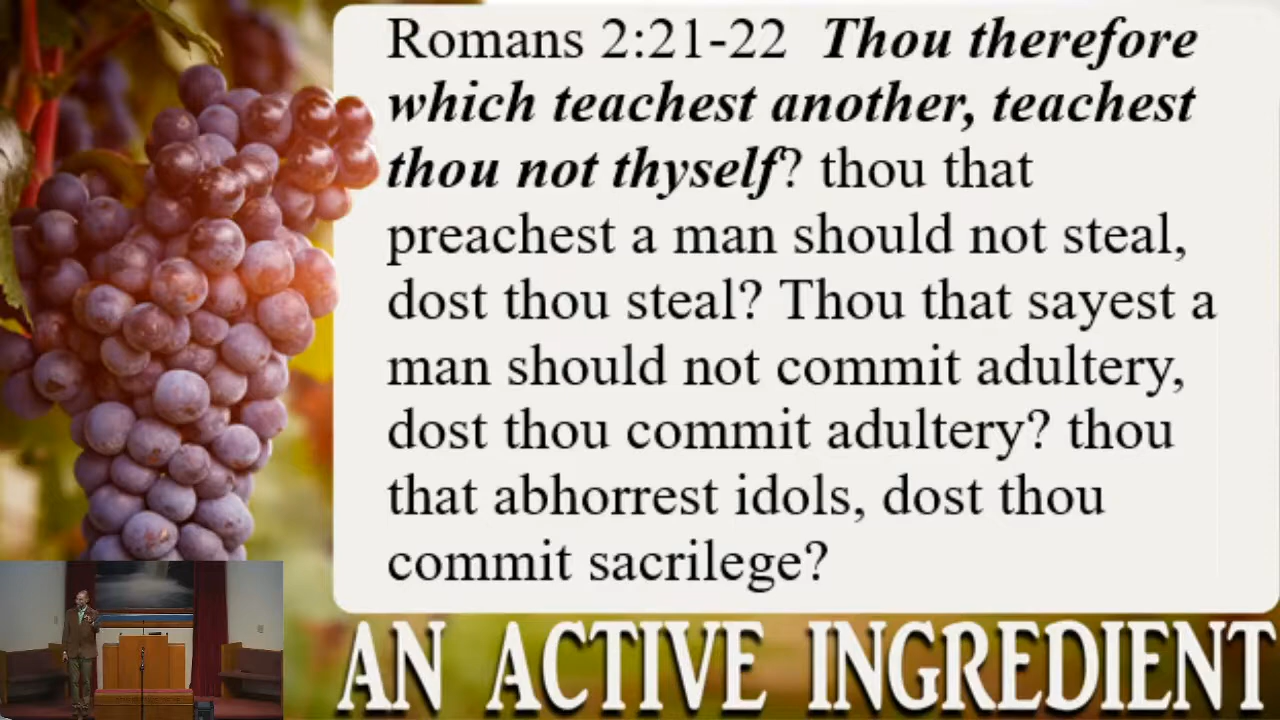 Romans 2:21-22 Thou therefore
which teachest another, teachest
thou not thyself? thou that
preachest a man should not steal,
dost thou steal? Thou that sayest a
man should not commit adultery,
dost thou commit adultery? thou
that abhorrest idols, dost thou
commit sacrilege?
AN ACTIVE INGREDIENT